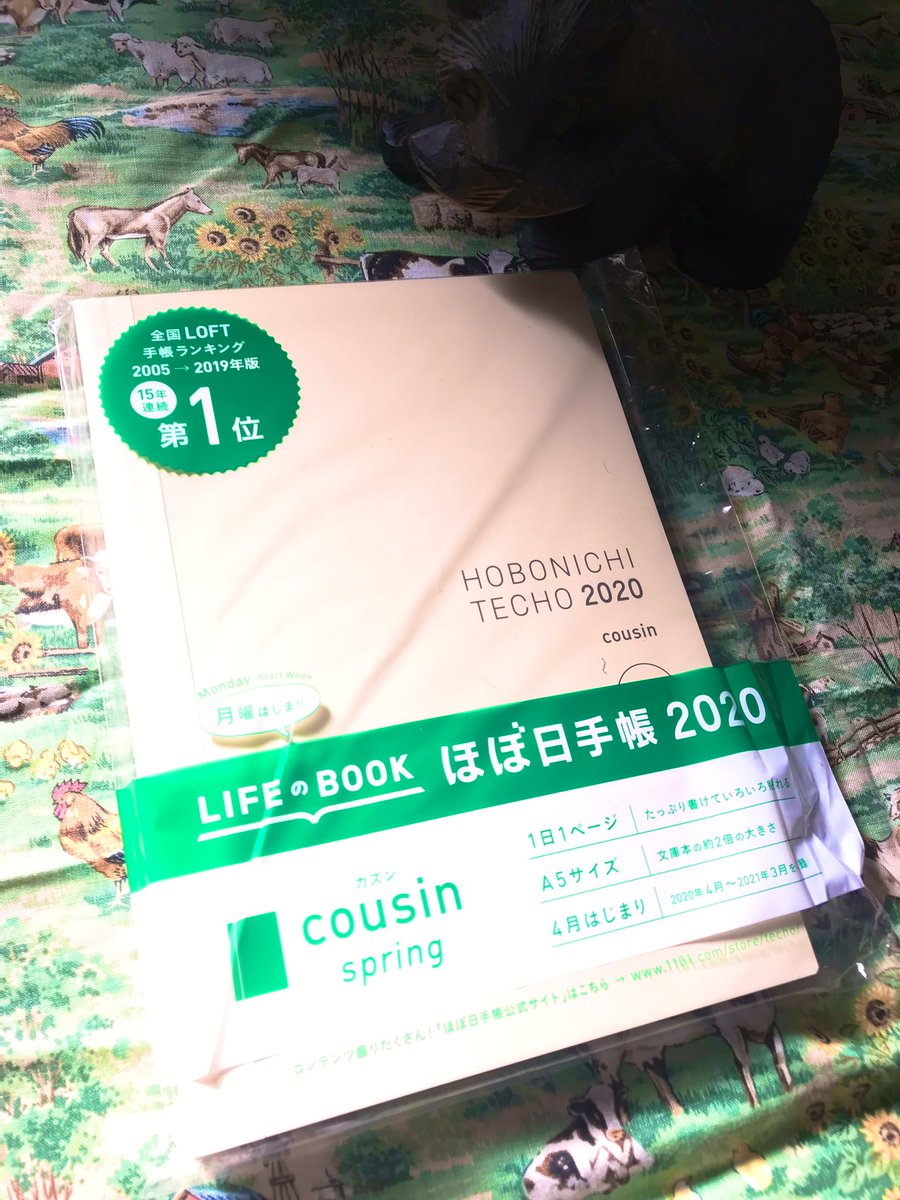 全国 LOFT
手帳ランキング
2005 → 2019年版
15年
連続
第1位
HOBONICHI
TECHO 2020
cousin
Monday Start Week
月曜はじまり
LIFEのBOOK ほぼ日手帳 2020
カズン
cousin
spring
1日1ページ たっぷり書けていろいろ貼れる
A5サイズ 文庫本の約2倍の大きさ
4月はじまり 2020年4月〜2021年3月を収録
コンテンツ盛りだくさん！「ほぼ日手帳公式サイト」はこちら → www.1101.com/store/techo/